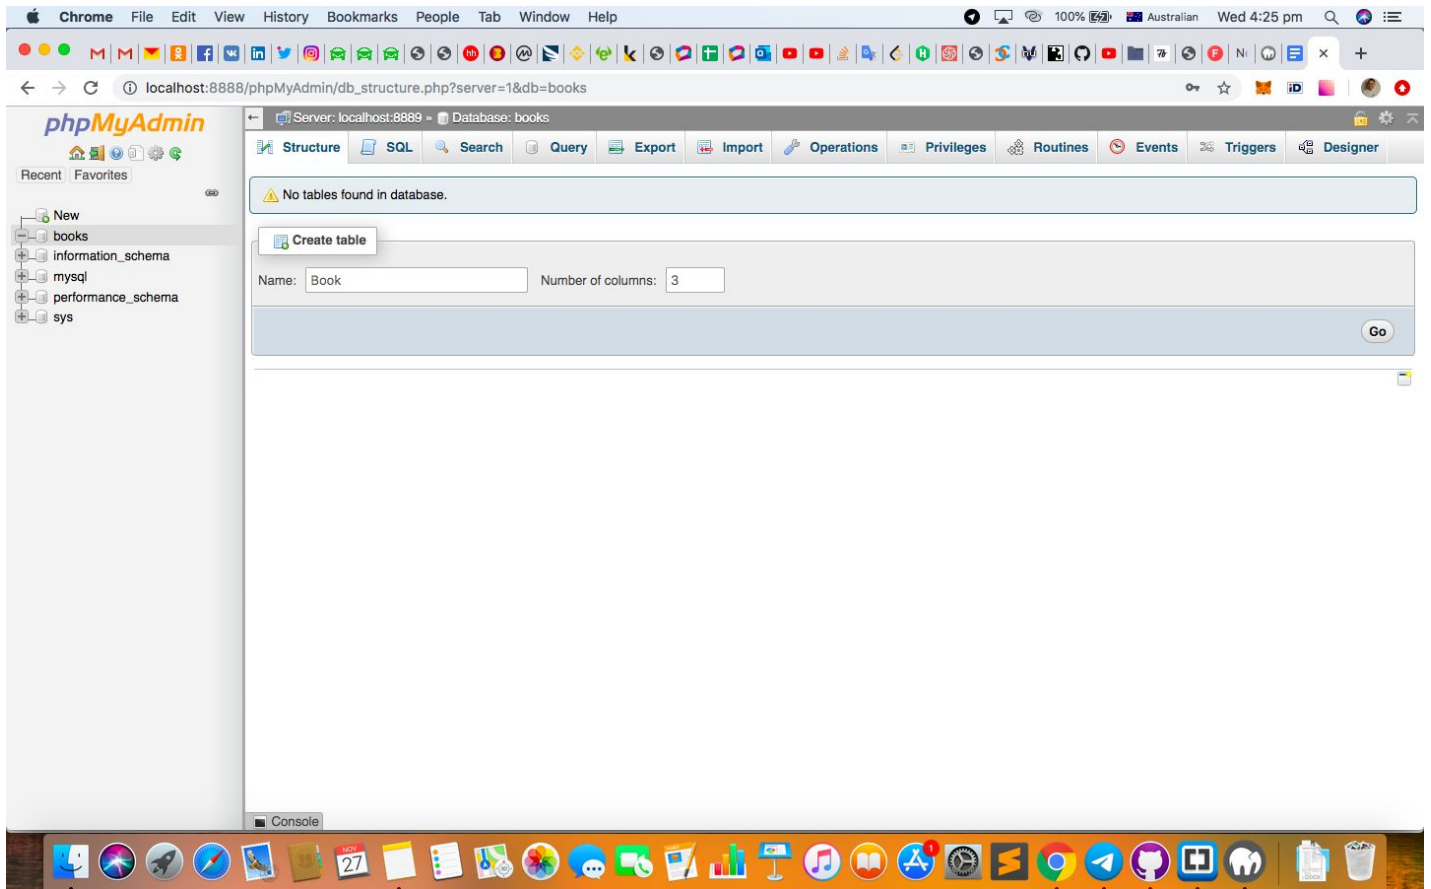 Chrome File Edit View History Bookmarks People Tab Window Help 100% Australian Wed 4:25 pm
localhost:8888/phpMyAdmin/db_structure.php?server=1&db=books
phpMyAdmin
Server: localhost:8889 » Database: books
Structure SQL Search Query Export Import Operations Privileges Routines Events Triggers Designer
Recent Favorites
No tables found in database.
New
books
information_schema
mysql
performance_schema
sys
Create table
Name: Book Number of columns: 3
Go
Console
NOV
27